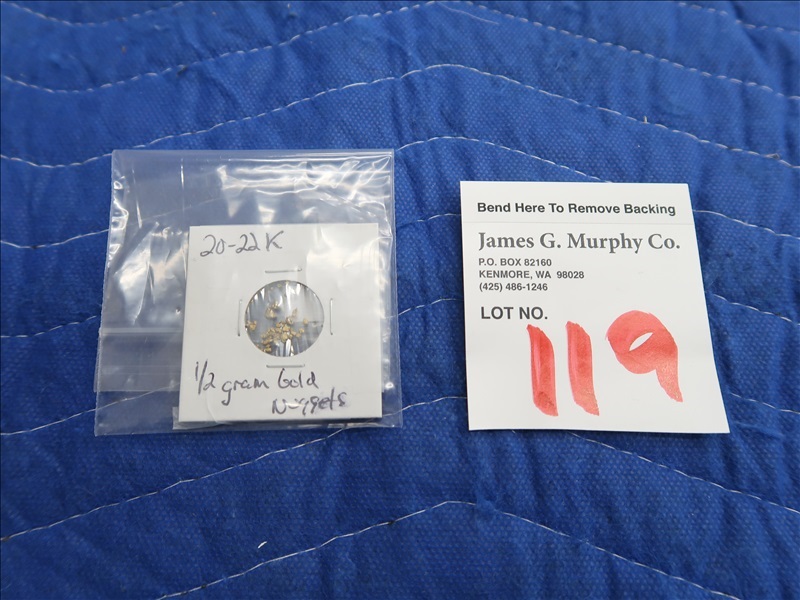 20-22K
1/2 gram Gold
Nuggets
Bend Here To Remove Backing
James G. Murphy Co.
P.O. BOX 82160
KENMORE, WA 98028
(425) 486-1246
LOT NO.
119